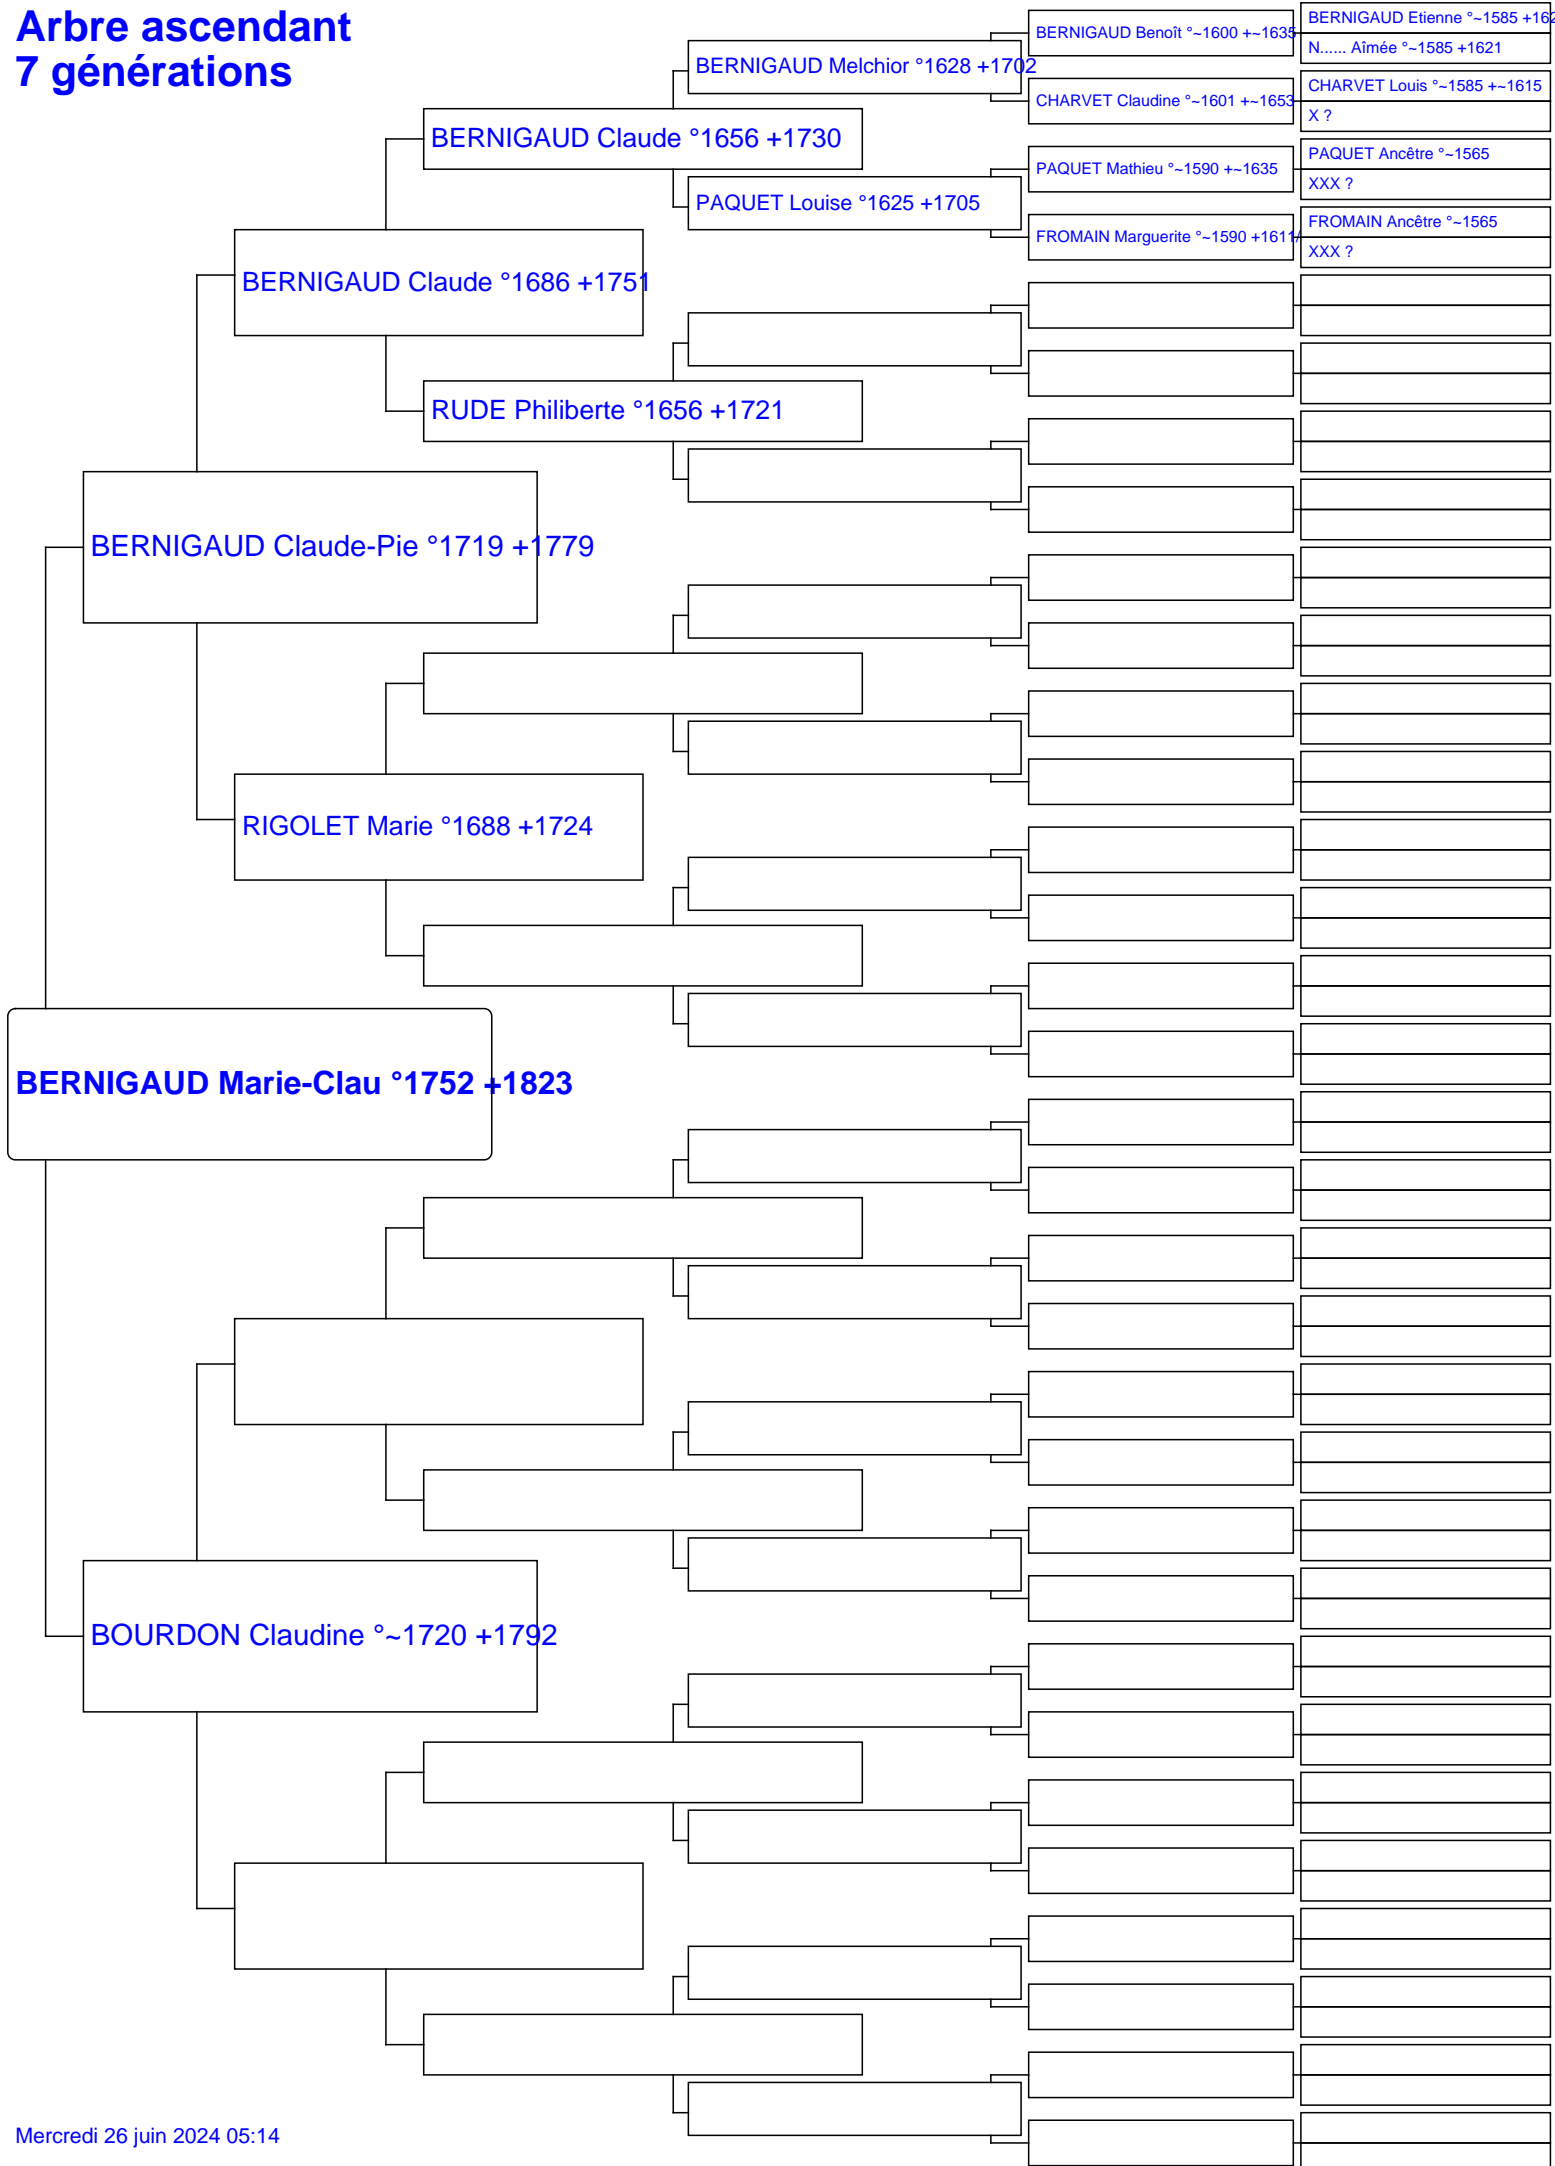 Arbre ascendant
7 générations
BERNIGAUD Etienne °~1585 +162
BERNIGAUD Benoît °~1600 +~1635
N...... Aîmée °~1585 +1621
BERNIGAUD Melchior °1628 +1702
CHARVET Louis °~1585 +~1615
CHARVET Claudine °~1601 +~1653
X ?
BERNIGAUD Claude °1656 +1730
PAQUET Ancêtre °~1565
PAQUET Mathieu °~1590 +~1635
XXX ?
PAQUET Louise °1625 +1705
FROMAIN Ancêtre °~1565
FROMAIN Marguerite °~1590 +1611/
XXX ?
BERNIGAUD Claude °1686 +1751
RUDE Philiberte °1656 +1721
BERNIGAUD Claude-Pie °1719 +1779
RIGOLET Marie °1688 +1724
BERNIGAUD Marie-Clau °1752 +1823
BOURDON Claudine °~1720 +1792
Mercredi 26 juin 2024 05:14